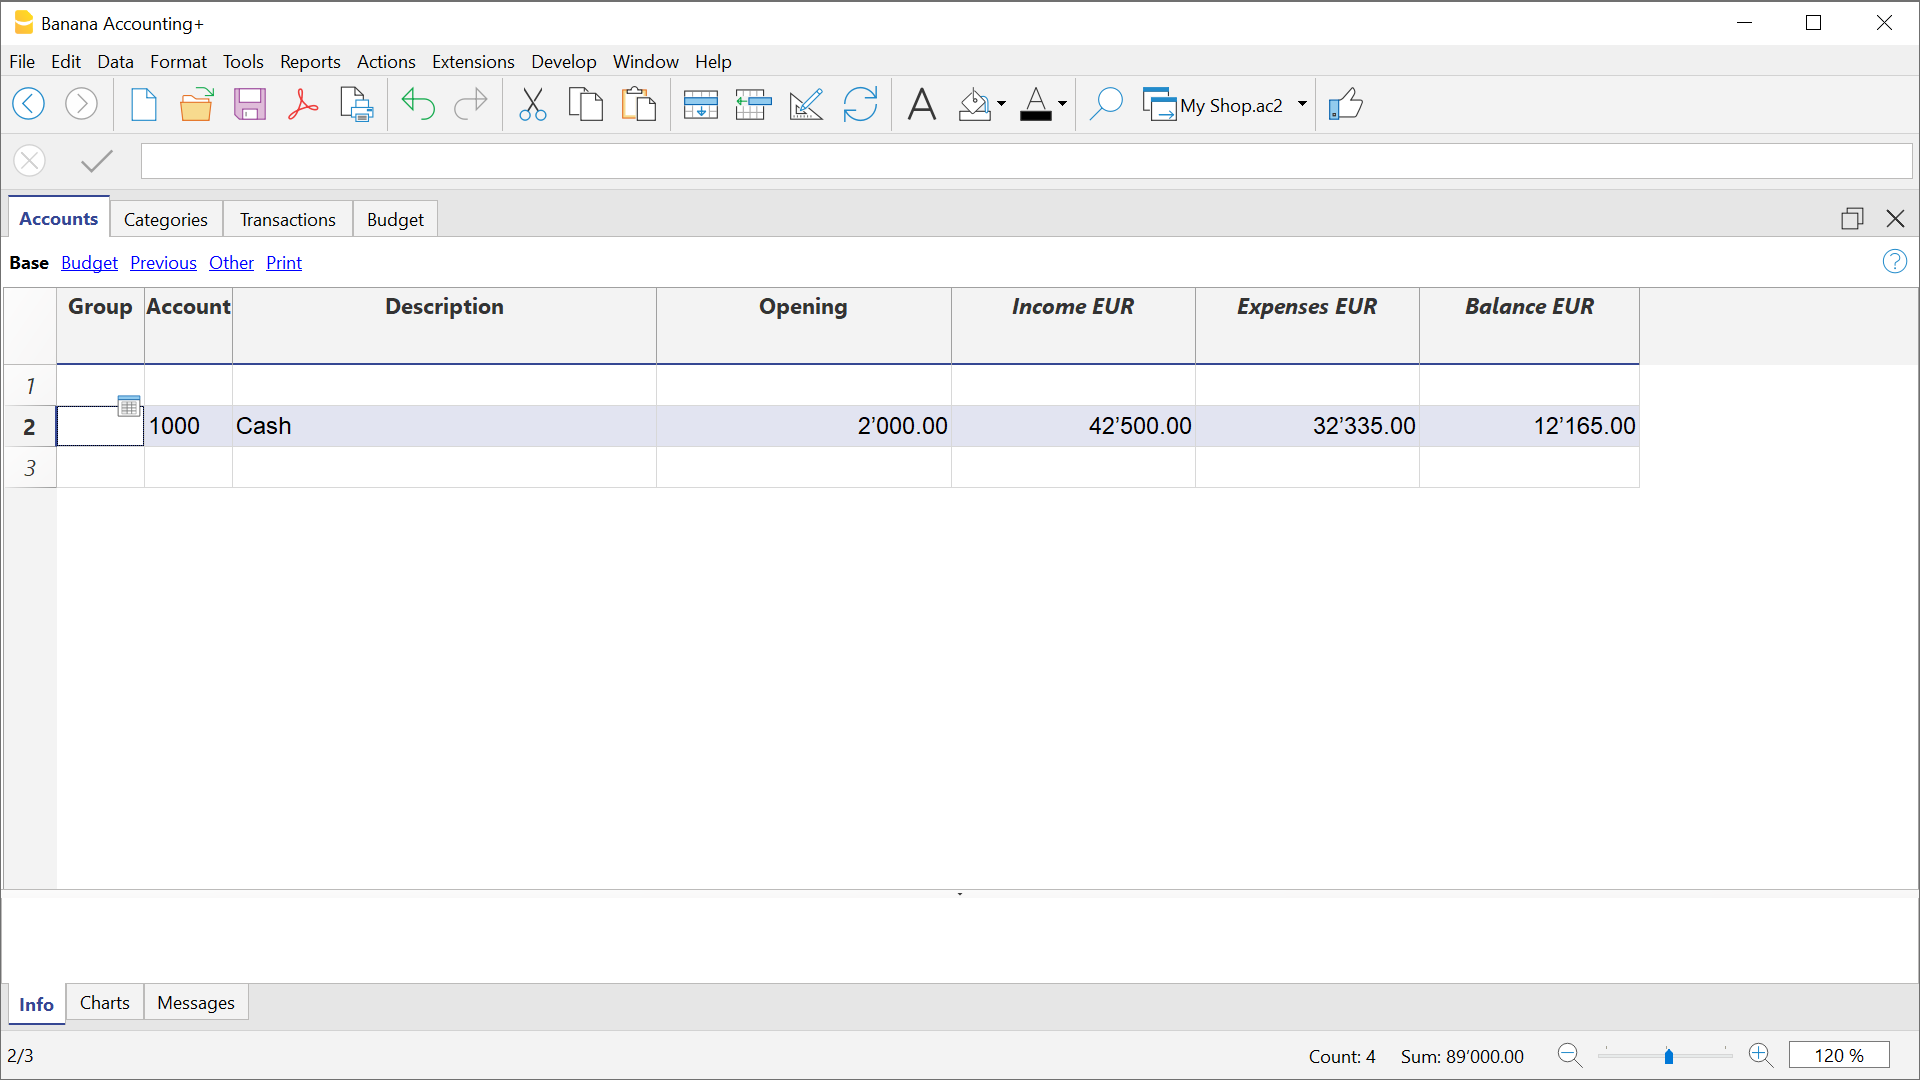 Banana Accounting+
File Edit Data Format Tools Reports Actions Extensions Develop Window Help
My Shop.ac2
Accounts Categories Transactions Budget
Base Budget Previous Other Print
Group Account Description Opening Income EUR Expenses EUR Balance EUR
1
2 1000 Cash 2’000.00 42’500.00 32’335.00 12’165.00
3
Info Charts Messages
2/3 Count: 4 Sum: 89’000.00 120 %